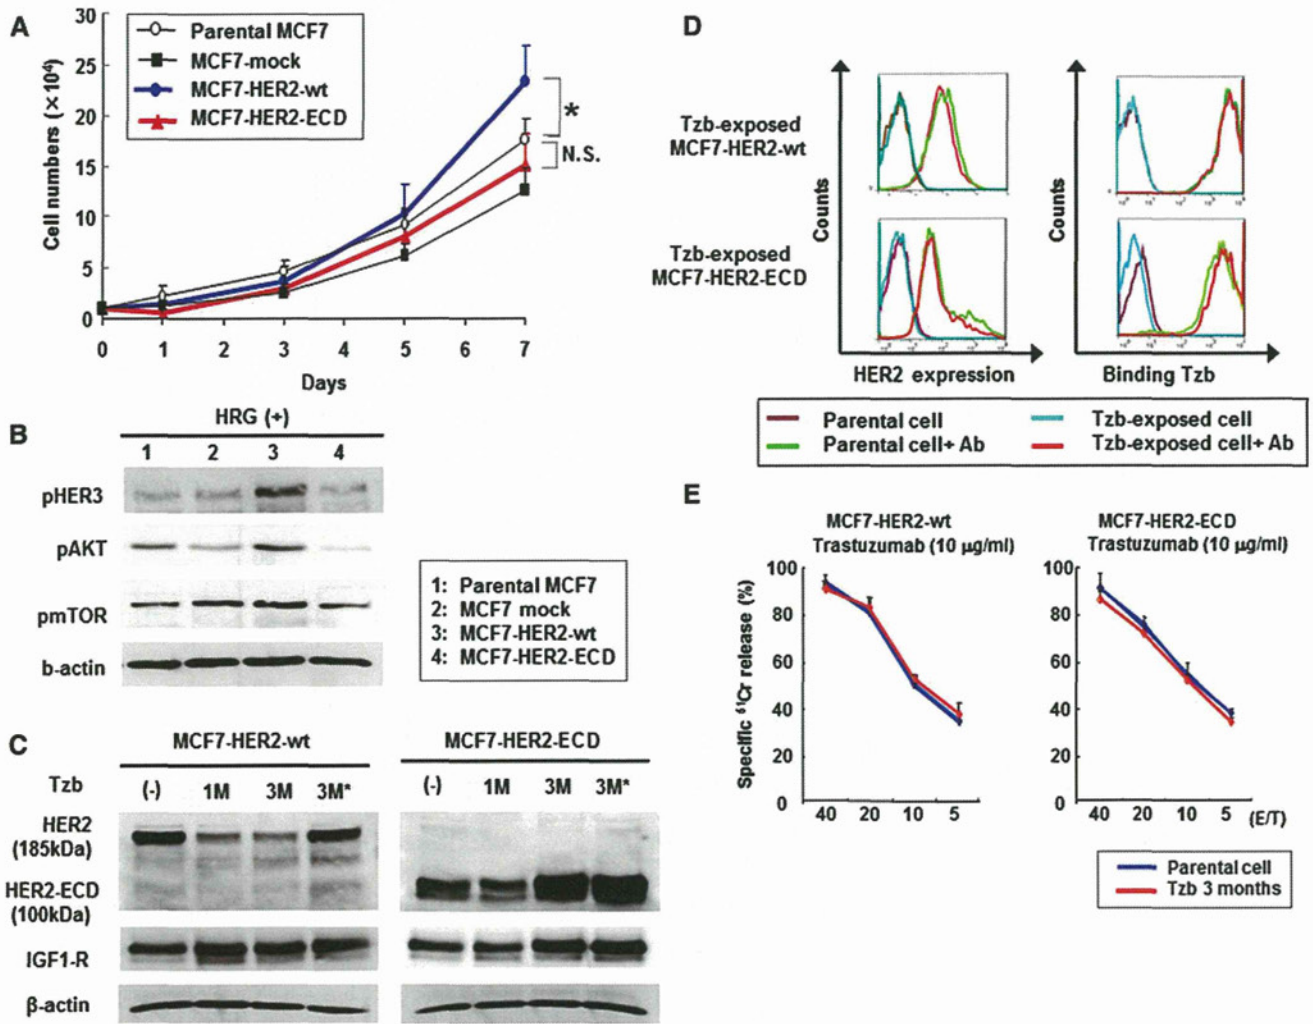 A
30
25
20
15
10
5
0
Cell numbers (×10⁴)
0 1 2 3 4 5 6 7
Days
Parental MCF7
MCF7-mock
MCF7-HER2-wt
MCF7-HER2-ECD
*
N.S.
B
HRG (+)
1 2 3 4
pHER3
pAKT
pmTOR
b-actin
1: Parental MCF7
2: MCF7 mock
3: MCF7-HER2-wt
4: MCF7-HER2-ECD
C
MCF7-HER2-wt
MCF7-HER2-ECD
Tzb
(-) 1M 3M 3M*
(-) 1M 3M 3M*
HER2
(185kDa)
HER2-ECD
(100kDa)
IGF1-R
β-actin
D
Tzb-exposed
MCF7-HER2-wt
Tzb-exposed
MCF7-HER2-ECD
Counts
Counts
HER2 expression
Binding Tzb
Parental cell
Tzb-exposed cell
Parental cell+ Ab
Tzb-exposed cell+ Ab
E
MCF7-HER2-wt
Trastuzumab (10 µg/ml)
MCF7-HER2-ECD
Trastuzumab (10 µg/ml)
Specific ⁵¹Cr release (%)
100
80
60
40
20
0
40 20 10 5
100
80
60
40
20
0
40 20 10 5 (E/T)
Parental cell
Tzb 3 months